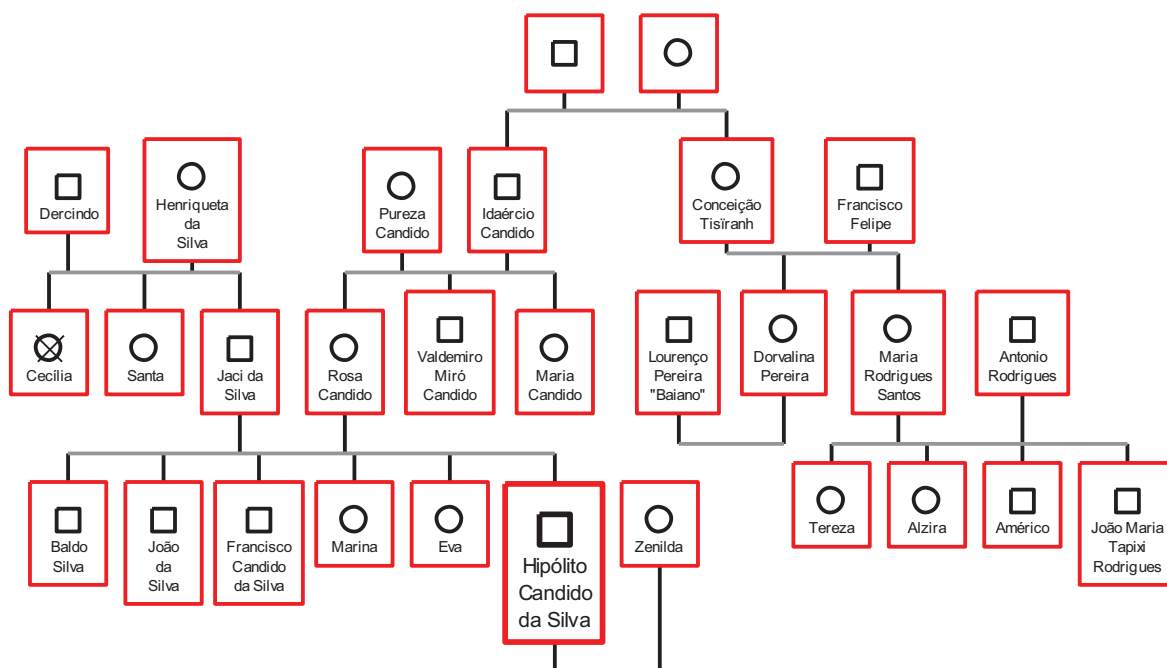 Dercindo
Henriqueta
da
Silva
Pureza
Candido
Idaércio
Candido
Conceição
Tisïranh
Francisco
Felipe
Cecília
Santa
Jaci da
Silva
Rosa
Candido
Valdemiro
Miró
Candido
Maria
Candido
Lourenço
Pereira
"Baiano"
Dorvalina
Pereira
Maria
Rodrigues
Santos
Antonio
Rodrigues
Baldo
Silva
João
da
Silva
Francisco
Candido
da Silva
Marina
Eva
Hipólito
Candido
da Silva
Zenilda
Tereza
Alzira
Américo
João Maria
Tapixi
Rodrigues